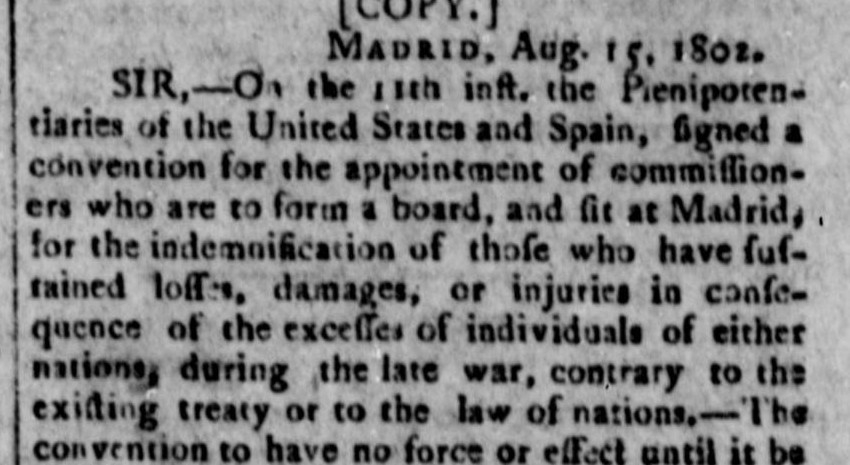 [COPY.]
MADRID, Aug. 15, 1802.
SIR,—On the 11th inſt. the Plenipoten-
tiaries of the United States and Spain, ſigned a
convention for the appointment of commiſſion-
ers who are to form a board, and ſit at Madrid,
for the indemnification of thoſe who have ſuſ-
tained loſſes, damages, or injuries in conſe-
quence of the exceſſes of individuals of either
nations, during the late war, contrary to the
exiſting treaty or to the law of nations.—The
convention to have no force or effect until it be